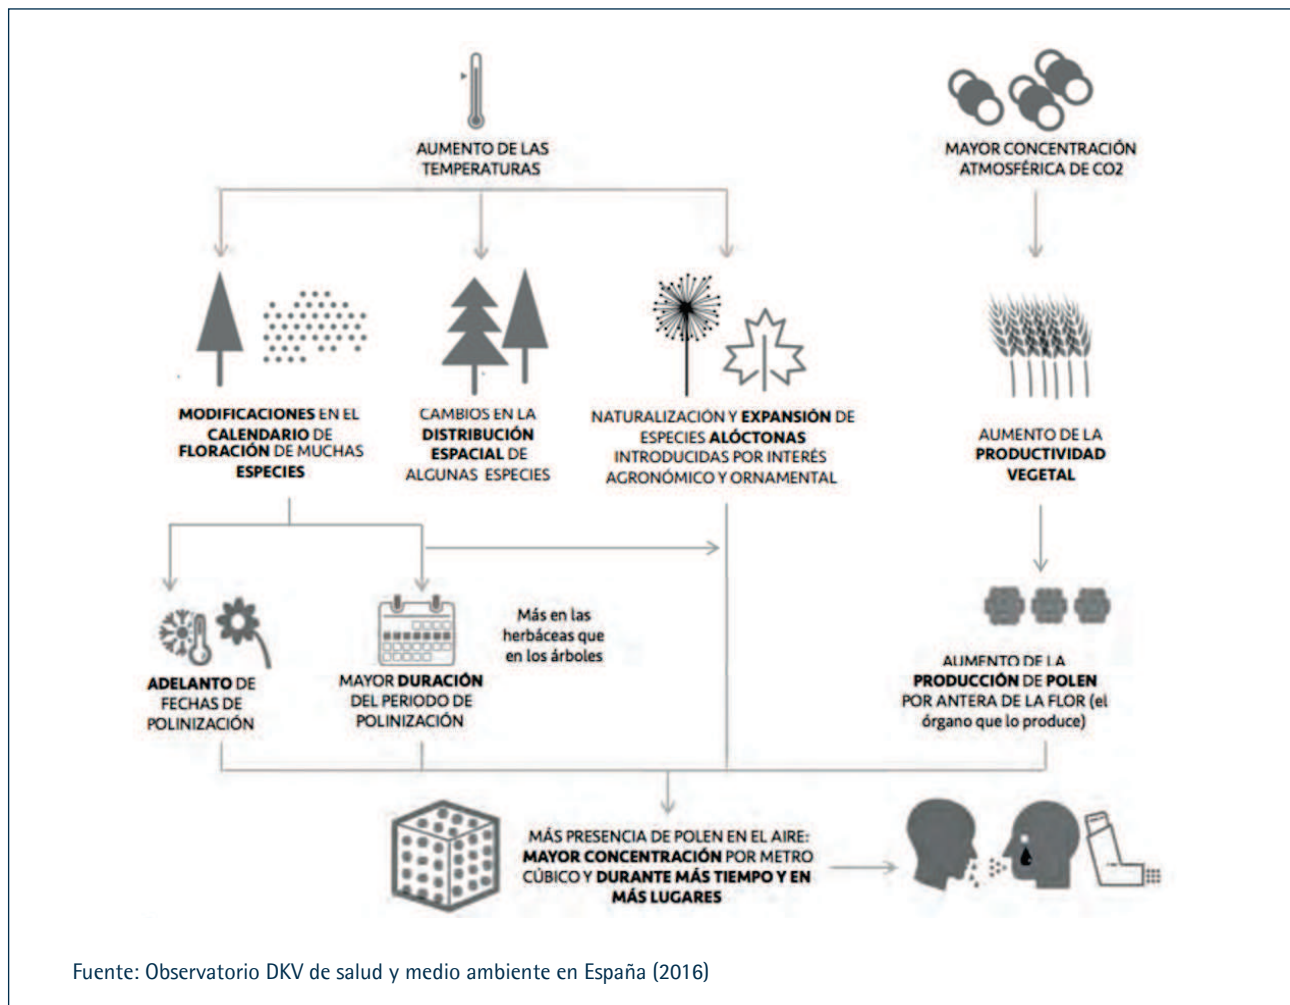 AUMENTO DE LAS
TEMPERATURAS
MAYOR CONCENTRACIÓN
ATMOSFÉRICA DE CO2
MODIFICACIONES EN EL
CALENDARIO DE
FLORACIÓN DE MUCHAS
ESPECIES
CAMBIOS EN LA
DISTRIBUCIÓN
ESPACIAL DE
ALGUNAS ESPECIES
NATURALIZACIÓN Y EXPANSIÓN DE
ESPECIES ALÓCTONAS
INTRODUCIDAS POR INTERÉS
AGRONÓMICO Y ORNAMENTAL
AUMENTO DE LA
PRODUCTIVIDAD
VEGETAL
ADELANTO DE
FECHAS DE
POLINIZACIÓN
MAYOR DURACIÓN
DEL PERIODO DE
POLINIZACIÓN
Más en las
herbáceas que
en los árboles
AUMENTO DE LA
PRODUCCIÓN DE POLEN
POR ANTERA DE LA FLOR (el
órgano que lo produce)
MÁS PRESENCIA DE POLEN EN EL AIRE:
MAYOR CONCENTRACIÓN POR METRO
CÚBICO Y DURANTE MÁS TIEMPO Y EN
MÁS LUGARES
Fuente: Observatorio DKV de salud y medio ambiente en España (2016)